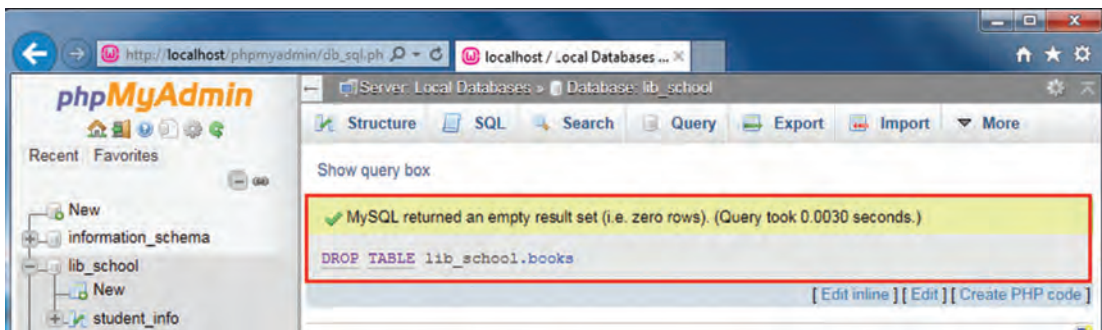 http://localhost/phpmyadmin/db_sql.ph
localhost / Local Databases ...
phpMyAdmin
Recent Favorites
New
information_schema
lib_school
New
student_info
Server: Local Databases » Database: lib_school
Structure SQL Search Query Export Import More
Show query box
MySQL returned an empty result set (i.e. zero rows). (Query took 0.0030 seconds.)
DROP TABLE lib_school.books
[ Edit inline ] [ Edit ] [ Create PHP code ]